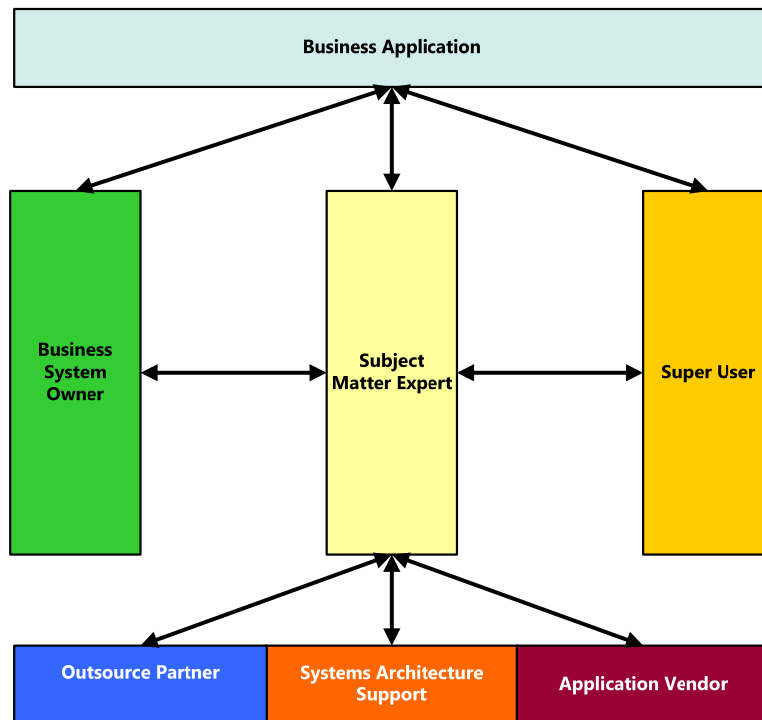 Business Application
Business
System
Owner
Subject
Matter Expert
Super User
Outsource Partner
Systems Architecture
Support
Application Vendor